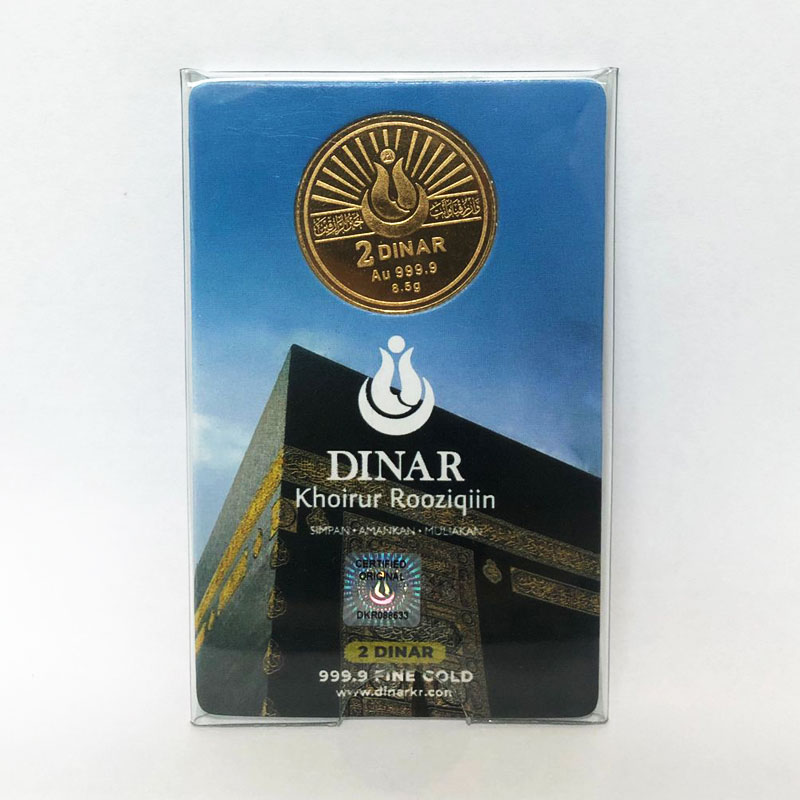 2 DINAR
Au 999.9
8.5g
DINAR
Khoirur Rooziqiin
SIMPAN • AMANKAN • MULIAKAN
CERTIFIED
ORIGINAL
DKR088633
2 DINAR
999.9 FINE GOLD
www.dinarkr.com